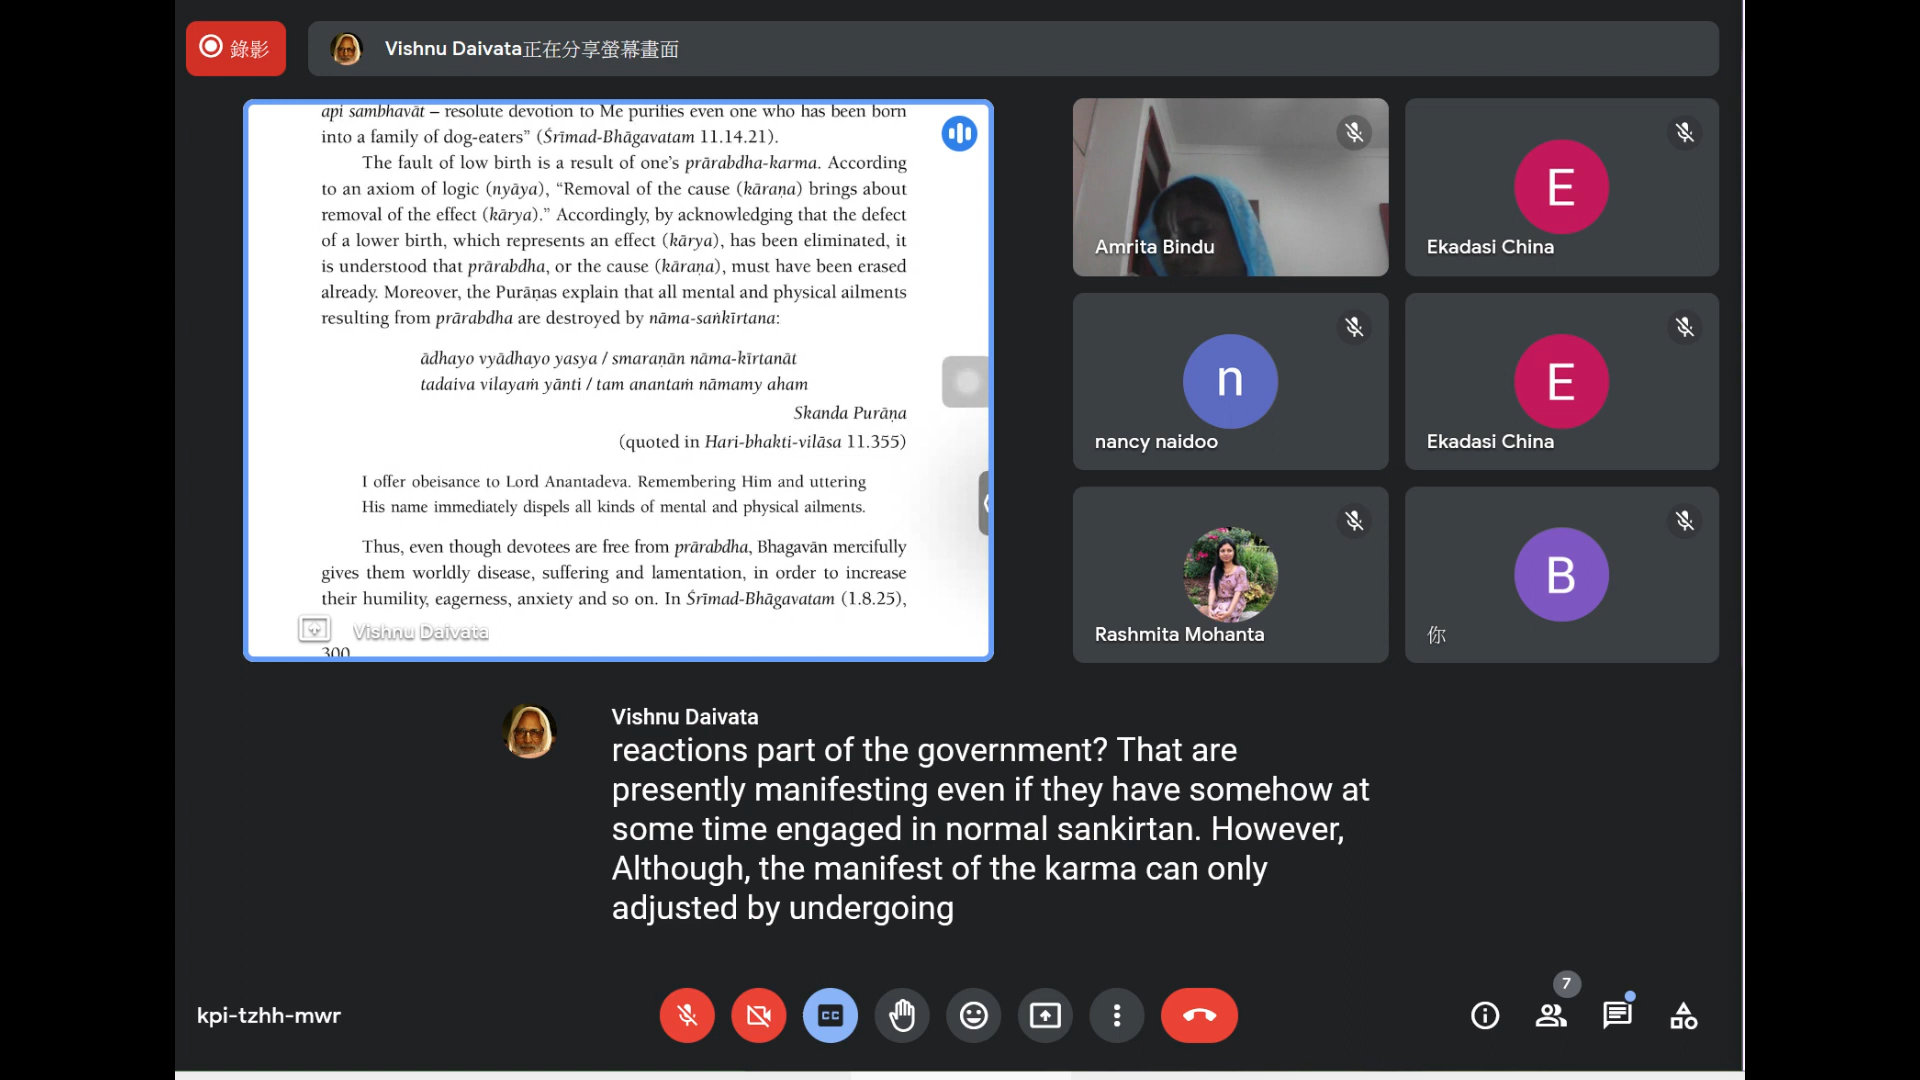 錄影
Vishnu Daivata正在分享螢幕畫面
api sambhavāt – resolute devotion to Me purifies even one who has been born
into a family of dog-eaters” (Śrīmad-Bhāgavatam 11.14.21).
The fault of low birth is a result of one’s prārabdha-karma. According
to an axiom of logic (nyāya), “Removal of the cause (kāraṇa) brings about
removal of the effect (kārya).” Accordingly, by acknowledging that the defect
of a lower birth, which represents an effect (kārya), has been eliminated, it
is understood that prārabdha, or the cause (kāraṇa), must have been erased
already. Moreover, the Purāṇas explain that all mental and physical ailments
resulting from prārabdha are destroyed by nāma-saṅkīrtana:
ādhayo vyādhayo yasya / smaraṇān nāma-kīrtanāt
tadaiva vilayaṁ yānti / tam anantaṁ nāmamy aham
Skanda Purāṇa
(quoted in Hari-bhakti-vilāsa 11.355)
I offer obeisance to Lord Anantadeva. Remembering Him and uttering
His name immediately dispels all kinds of mental and physical ailments.
Thus, even though devotees are free from prārabdha, Bhagavān mercifully
gives them worldly disease, suffering and lamentation, in order to increase
their humility, eagerness, anxiety and so on. In Śrīmad-Bhāgavatam (1.8.25),
Vishnu Daivata
300
Amrita Bindu
E
Ekadasi China
n
nancy naidoo
E
Ekadasi China
Rashmita Mohanta
B
你
Vishnu Daivata
reactions part of the government? That are
presently manifesting even if they have somehow at
some time engaged in normal sankirtan. However,
Although, the manifest of the karma can only
adjusted by undergoing
kpi-tzhh-mwr
CC
7